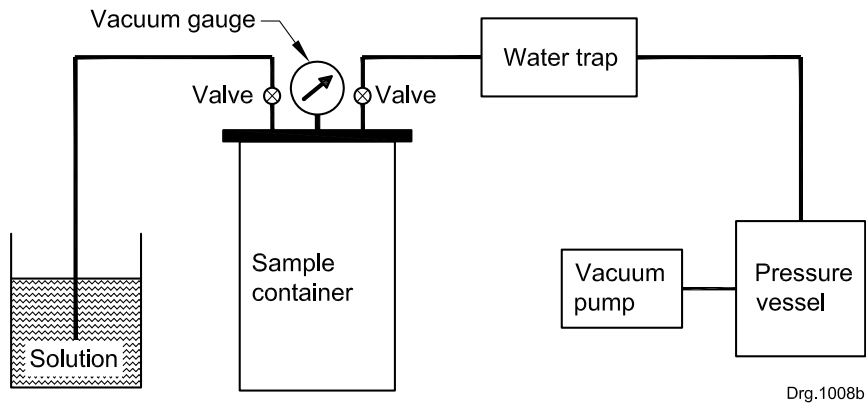 Vacuum gauge
Valve
Valve
Water trap
Sample
container
Vacuum
pump
Pressure
vessel
Solution
Drg.1008b